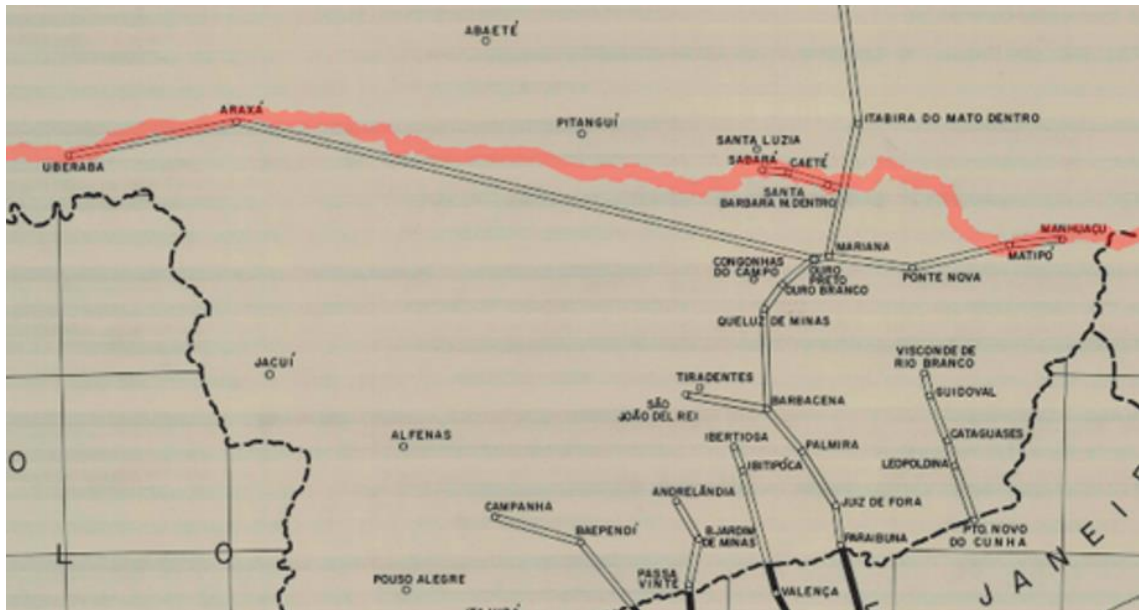 ABAETÉ
ARAXÁ
PITANGUÍ
ITABIRA DO MATO DENTRO
SANTA LUZIA
UBERABA
SABARÁ
CAETÉ
SANTA
BARBARA M.DENTRO
MANHUAÇU
MARIANA
MATIPÓ
CONGONHAS
DO CAMPO
OURO
PRETO
PONTE NOVA
OURO BRANCO
QUELUZ DE MINAS
VISCONDE DE
RIO BRANCO
JACUÍ
TIRADENTES
GUIDOVAL
SÃO
JOÃO DEL REI
BARBACENA
ALFENAS
IBERTIOGA
PALMIRA
CATAGUASES
O
IBITIPÓCA
LEOPOLDINA
ANDRELÂNDIA
CAMPANHA
JUIZ DE FORA
BAEPENDÍ
B.JARDIM
DE MINAS
PARAIBUNA
PTO. NOVO
DO CUNHA
L O
JANEI
POUSO ALEGRE
PASSA
VINTE
VALENÇA